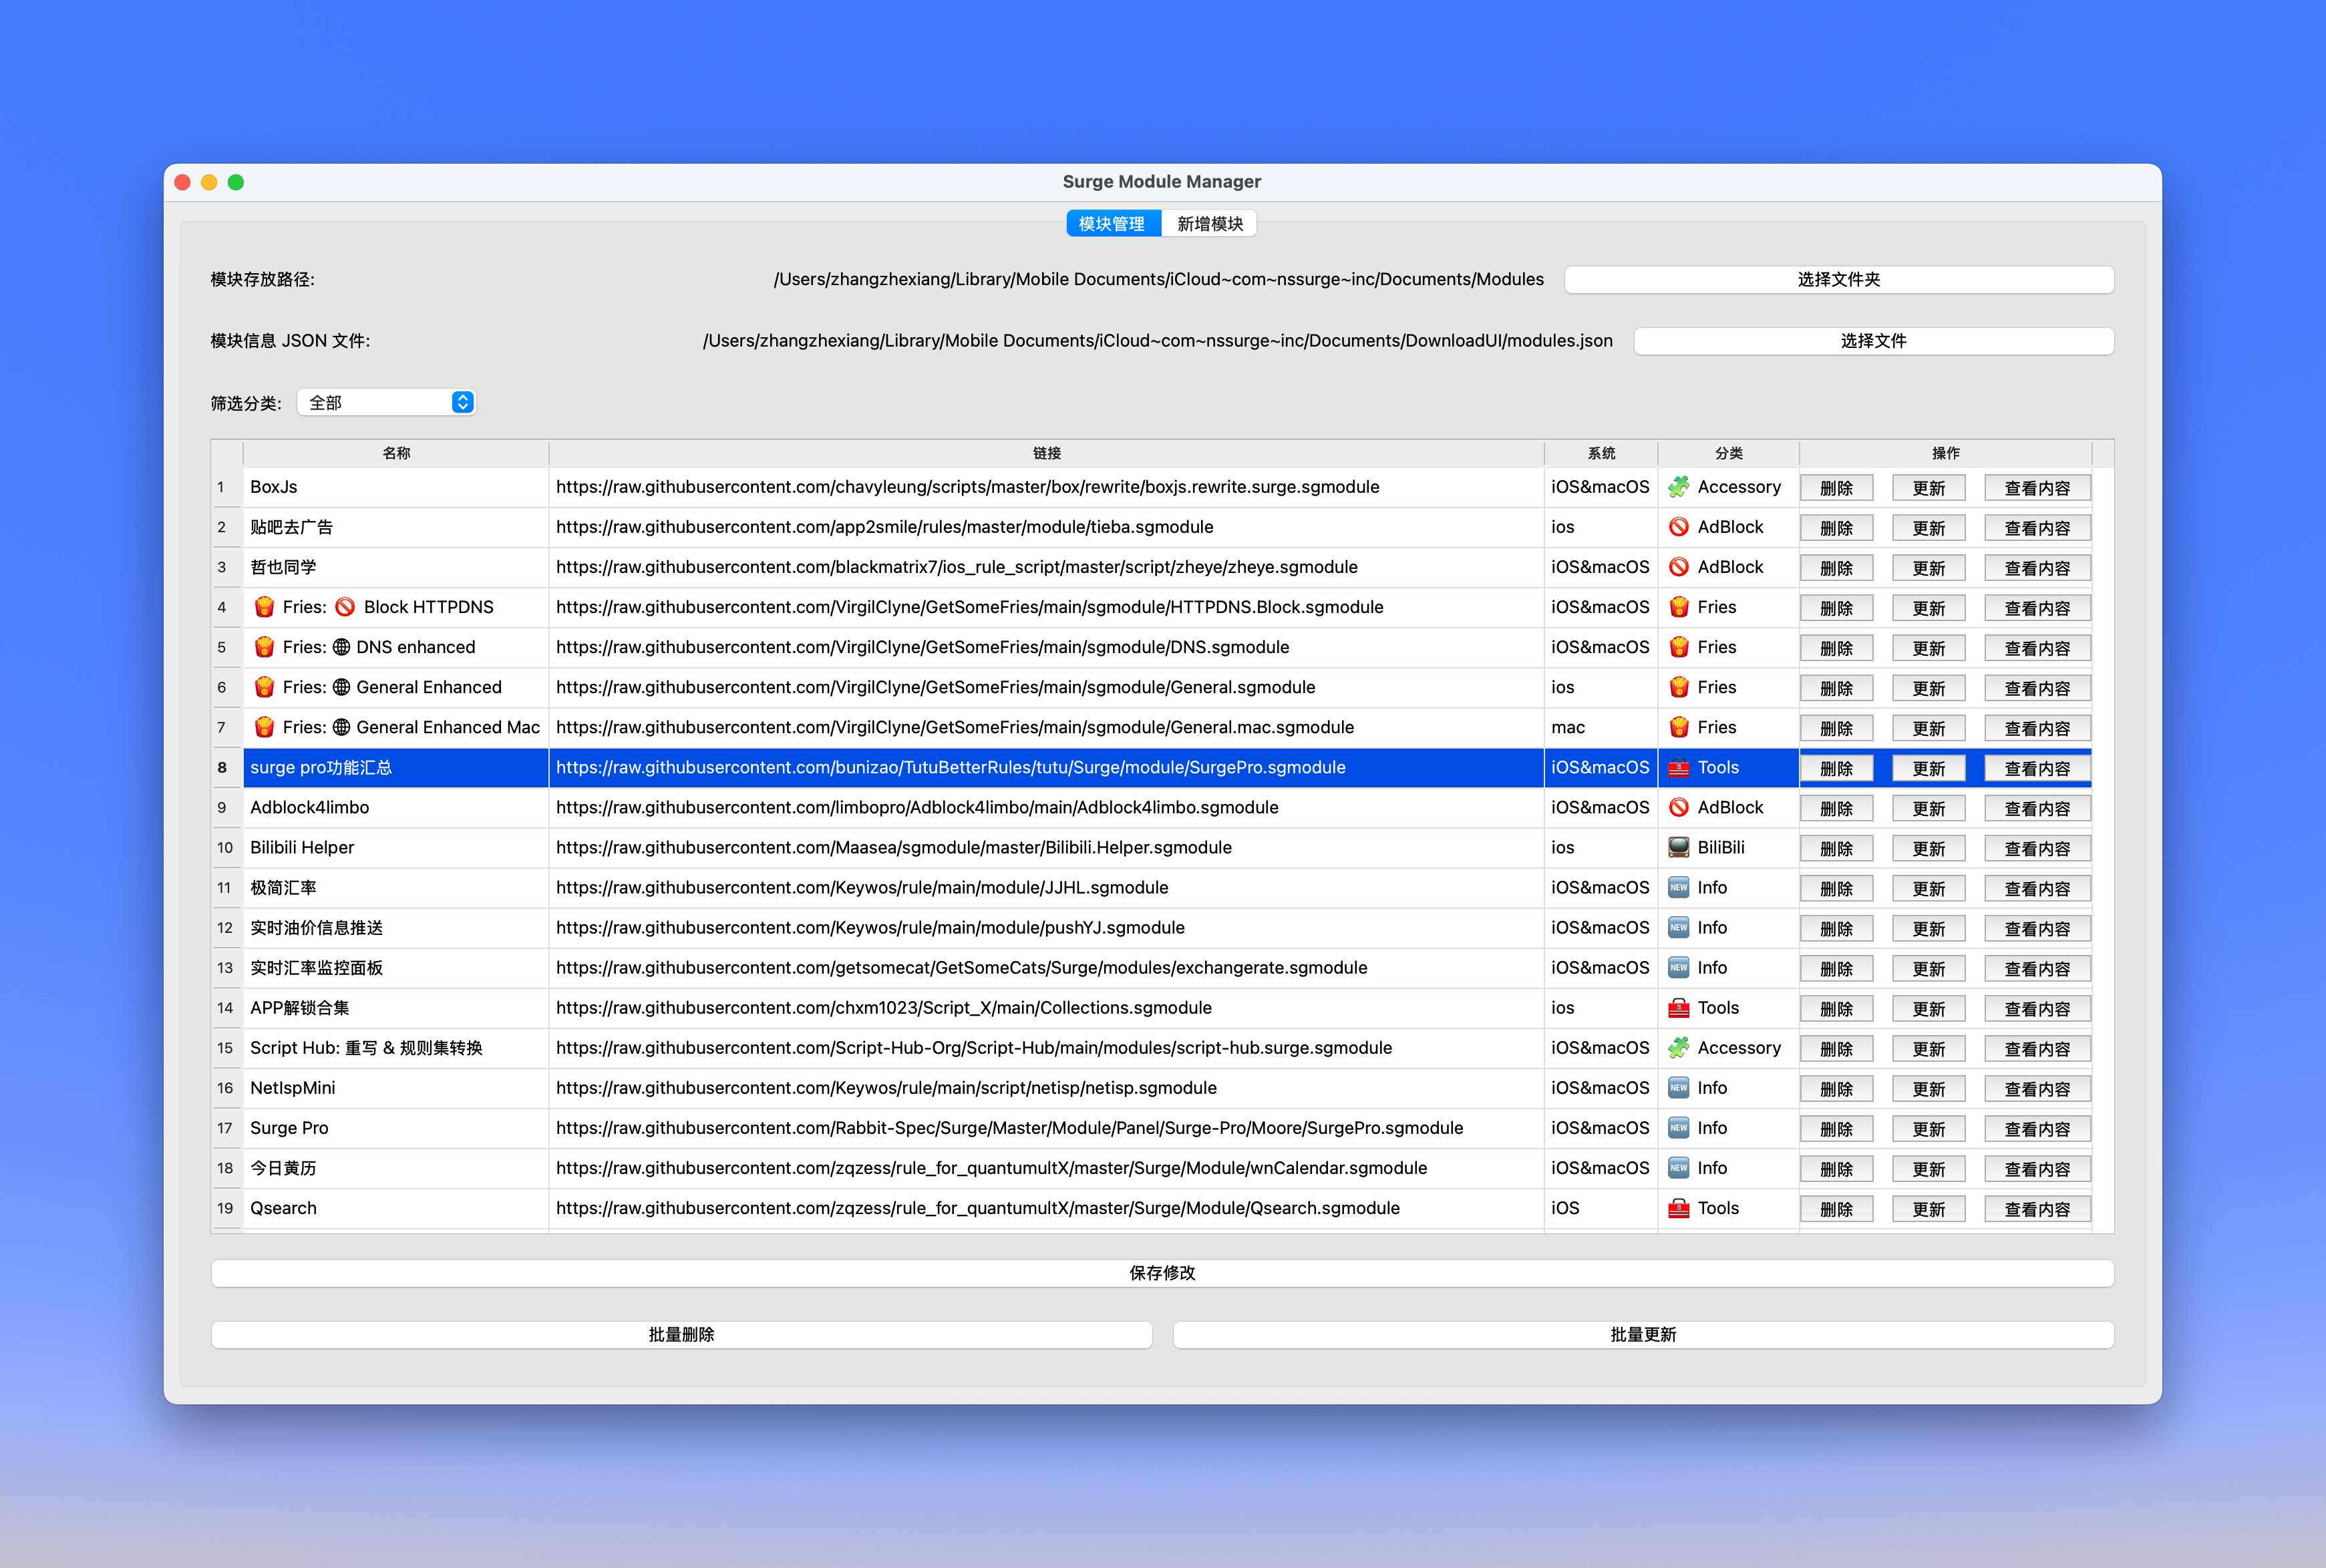 Surge Module Manager
模块管理 新增模块
模块存放路径: /Users/zhangzhexiang/Library/Mobile Documents/iCloud~com~nssurge~inc/Documents/Modules 选择文件夹
模块信息 JSON 文件: /Users/zhangzhexiang/Library/Mobile Documents/iCloud~com~nssurge~inc/Documents/DownloadUI/modules.json 选择文件
筛选分类: 全部
名称 链接 系统 分类 操作
1 BoxJs https://raw.githubusercontent.com/chavyleung/scripts/master/box/rewrite/boxjs.rewrite.surge.sgmodule iOS&macOS 🧩 Accessory 删除 更新 查看内容
2 贴吧去广告 https://raw.githubusercontent.com/app2smile/rules/master/module/tieba.sgmodule ios 🚫 AdBlock 删除 更新 查看内容
3 哲也同学 https://raw.githubusercontent.com/blackmatrix7/ios_rule_script/master/script/zheye/zheye.sgmodule iOS&macOS 🚫 AdBlock 删除 更新 查看内容
4 🍟 Fries: 🚫 Block HTTPDNS https://raw.githubusercontent.com/VirgilClyne/GetSomeFries/main/sgmodule/HTTPDNS.Block.sgmodule iOS&macOS 🍟 Fries 删除 更新 查看内容
5 🍟 Fries: 🌐 DNS enhanced https://raw.githubusercontent.com/VirgilClyne/GetSomeFries/main/sgmodule/DNS.sgmodule iOS&macOS 🍟 Fries 删除 更新 查看内容
6 🍟 Fries: 🌐 General Enhanced https://raw.githubusercontent.com/VirgilClyne/GetSomeFries/main/sgmodule/General.sgmodule ios 🍟 Fries 删除 更新 查看内容
7 🍟 Fries: 🌐 General Enhanced Mac https://raw.githubusercontent.com/VirgilClyne/GetSomeFries/main/sgmodule/General.mac.sgmodule mac 🍟 Fries 删除 更新 查看内容
8 surge pro功能汇总 https://raw.githubusercontent.com/bunizao/TutuBetterRules/tutu/Surge/module/SurgePro.sgmodule iOS&macOS 🧰 Tools 删除 更新 查看内容
9 Adblock4limbo https://raw.githubusercontent.com/limbopro/Adblock4limbo/main/Adblock4limbo.sgmodule iOS&macOS 🚫 AdBlock 删除 更新 查看内容
10 Bilibili Helper https://raw.githubusercontent.com/Maasea/sgmodule/master/Bilibili.Helper.sgmodule ios 📺 BiliBili 删除 更新 查看内容
11 极简汇率 https://raw.githubusercontent.com/Keywos/rule/main/module/JJHL.sgmodule iOS&macOS 🆕 Info 删除 更新 查看内容
12 实时油价信息推送 https://raw.githubusercontent.com/Keywos/rule/main/module/pushYJ.sgmodule iOS&macOS 🆕 Info 删除 更新 查看内容
13 实时汇率监控面板 https://raw.githubusercontent.com/getsomecat/GetSomeCats/Surge/modules/exchangerate.sgmodule iOS&macOS 🆕 Info 删除 更新 查看内容
14 APP解锁合集 https://raw.githubusercontent.com/chxm1023/Script_X/main/Collections.sgmodule ios 🧰 Tools 删除 更新 查看内容
15 Script Hub: 重写 & 规则集转换 https://raw.githubusercontent.com/Script-Hub-Org/Script-Hub/main/modules/script-hub.surge.sgmodule iOS&macOS 🧩 Accessory 删除 更新 查看内容
16 NetIspMini https://raw.githubusercontent.com/Keywos/rule/main/script/netisp/netisp.sgmodule iOS&macOS 🆕 Info 删除 更新 查看内容
17 Surge Pro https://raw.githubusercontent.com/Rabbit-Spec/Surge/Master/Module/Panel/Surge-Pro/Moore/SurgePro.sgmodule iOS&macOS 🆕 Info 删除 更新 查看内容
18 今日黄历 https://raw.githubusercontent.com/zqzess/rule_for_quantumultX/master/Surge/Module/wnCalendar.sgmodule iOS&macOS 🆕 Info 删除 更新 查看内容
19 Qsearch https://raw.githubusercontent.com/zqzess/rule_for_quantumultX/master/Surge/Module/Qsearch.sgmodule iOS 🧰 Tools 删除 更新 查看内容
保存修改
批量删除 批量更新